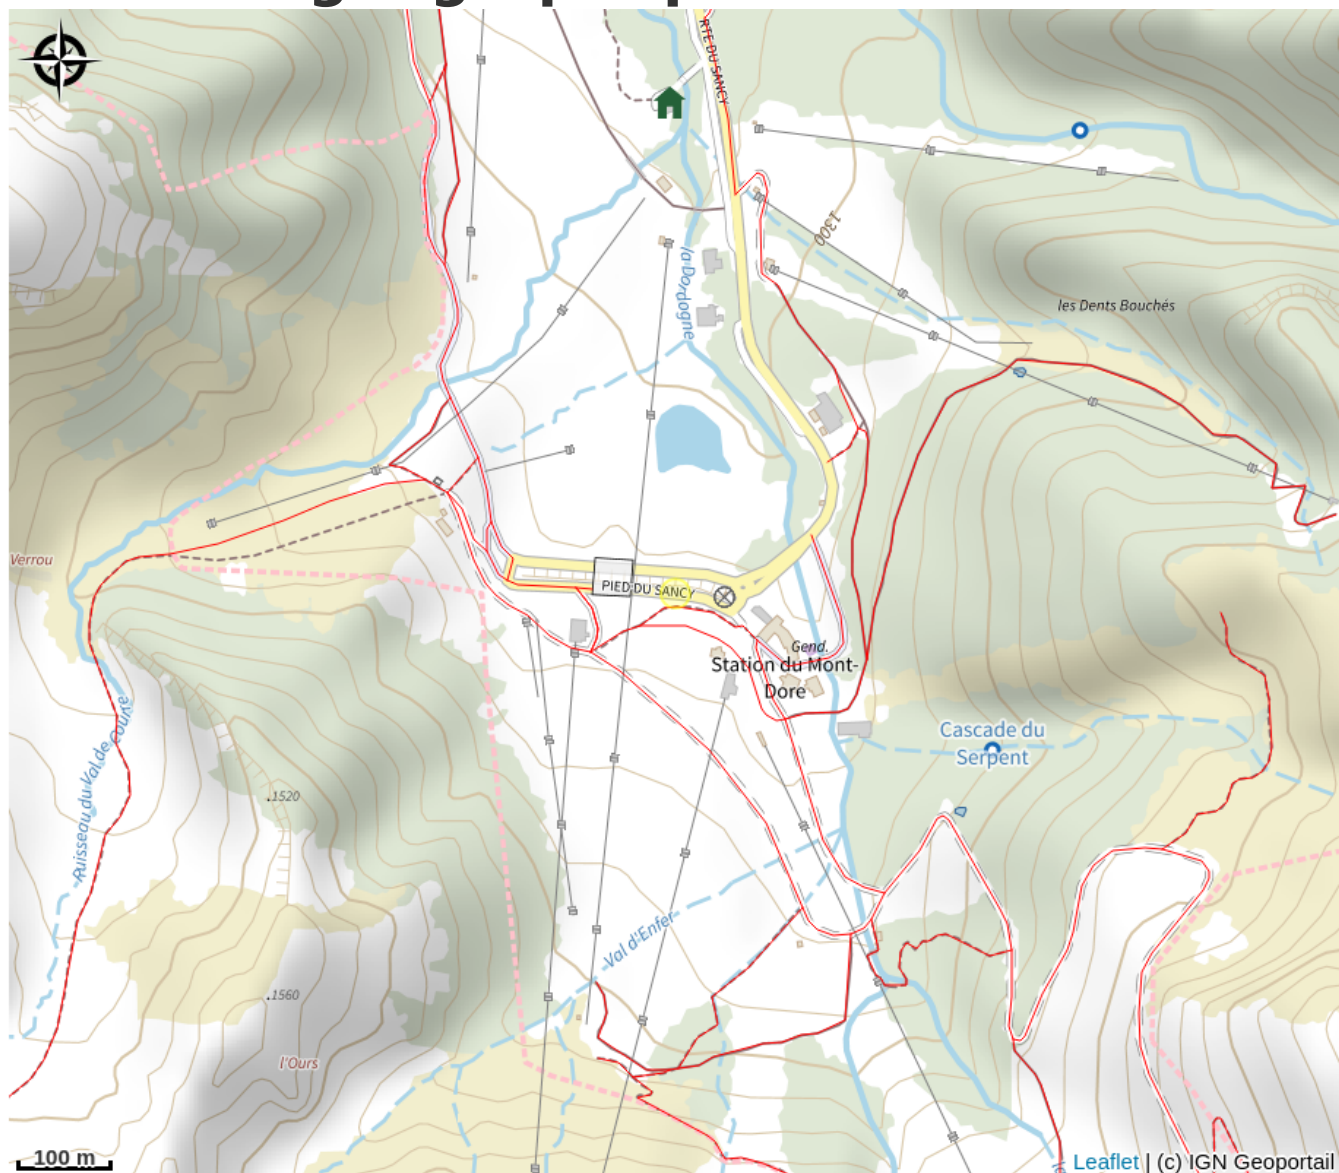 RTE DU SANCY
1300
la Dordogne
les Dents Bouchés
Verrou
PIED DU SANCY
Gend.
Station du Mont-
Dore
Cascade du
Serpent
Ruisseau du Val de courre
.1520
Val d'Enfer
.1560
l'Ours
100 m
Leaflet | (c) IGN Geoportail